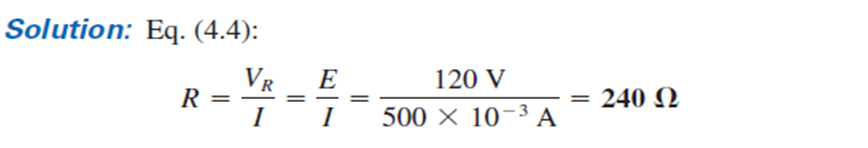 Solution: Eq. (4.4):
R = V_R / I = E / I = 120 V / 500 × 10⁻³ A = 240 Ω